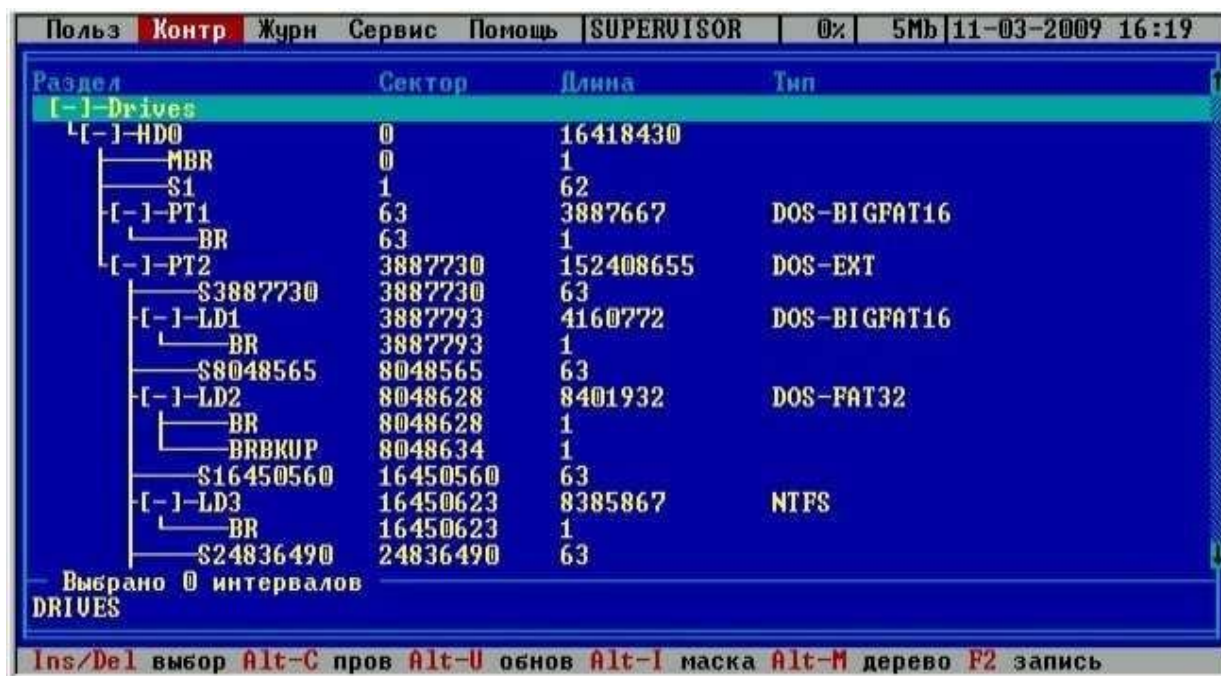 Польз Контр Журн Сервис Помощь SUPERVISOR 0% 5Mb 11-03-2009 16:19
Раздел Сектор Длина Тип
[-]-Drives
[-]-HD0 0 16418430
MBR 0 1
S1 1 62
[-]-PT1 63 3887667 DOS-BIGFAT16
BR 63 1
[-]-PT2 3887730 152408655 DOS-EXT
S3887730 3887730 63
[-]-LD1 3887793 4160772 DOS-BIGFAT16
BR 3887793 1
S8048565 8048565 63
[-]-LD2 8048628 8401932 DOS-FAT32
BR 8048628 1
BRBKUP 8048634 1
S16450560 16450560 63
[-]-LD3 16450623 8385867 NTFS
BR 16450623 1
S24836490 24836490 63
Выбрано 0 интервалов
DRIVES
Ins/Del выбор Alt-C пров Alt-U обнов Alt-I маска Alt-M дерево F2 запись